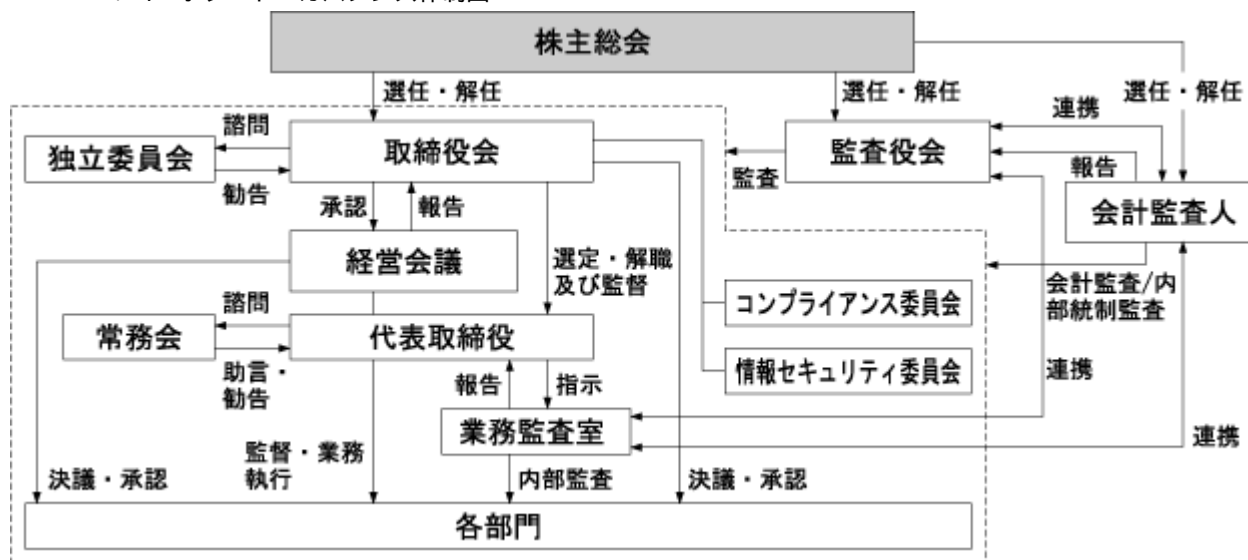 株主総会
選任・解任
選任・解任
選任・解任
諮問
独立委員会
取締役会
監査役会
連携
監査
報告
勧告
承認
報告
会計監査人
経営会議
選定・解職
及び監督
会計監査/内
部統制監査
コンプライアンス委員会
諮問
常務会
代表取締役
助言・
勧告
報告
指示
情報セキュリティ委員会
連携
業務監査室
連携
監督・業務
執行
決議・承認
内部監査
決議・承認
各部門